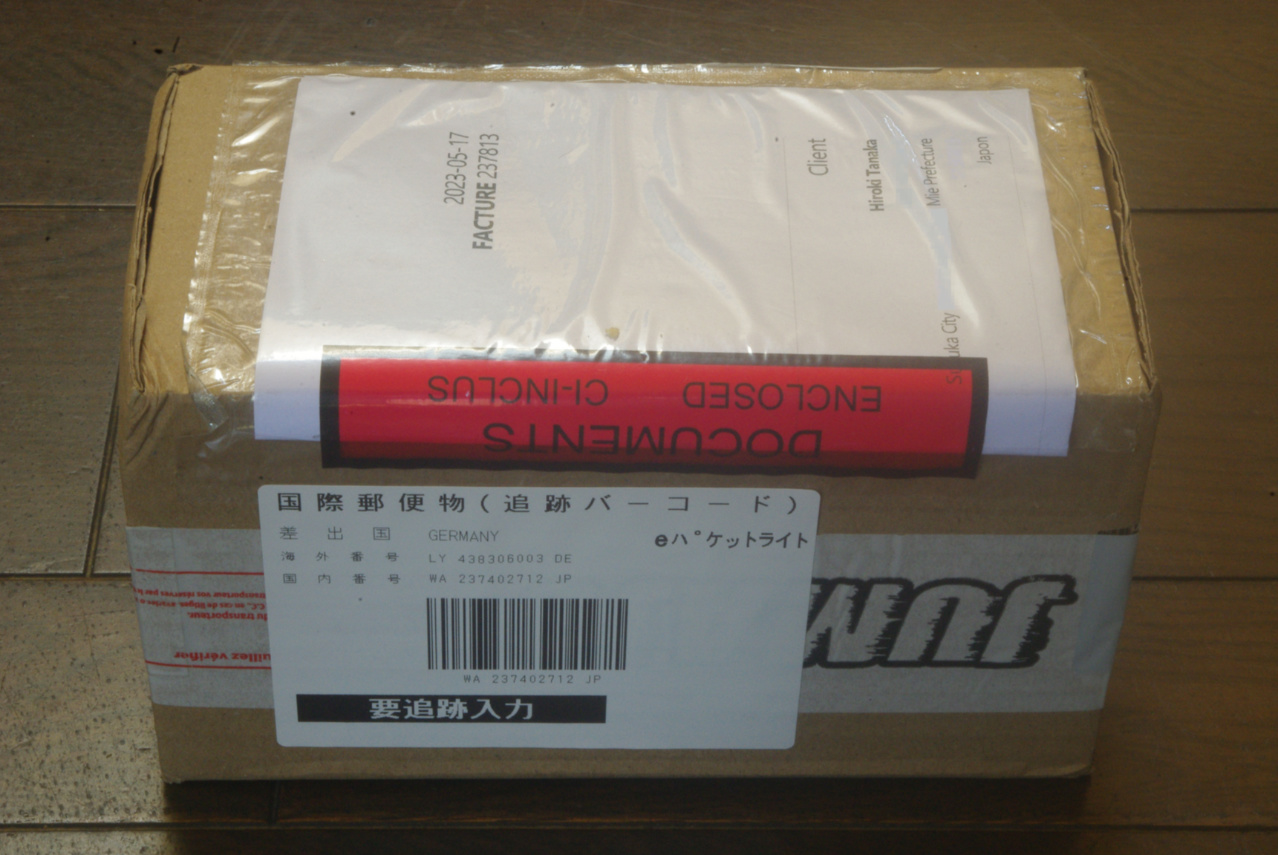 2023-05-17
FACTURE 237813
Client
Hiroki Tanaka
Mie Prefecture
Japon
DOCUMENTS
ENCLOSED CI-INCLUS
国際郵便物(追跡バーコード)
差出国 GERMANY
eパケットライト
海外番号 LY 438306003 DE
国内番号 WA 237402712 JP
WA 237402712 JP
要追跡入力
du transporteur.
vérifier